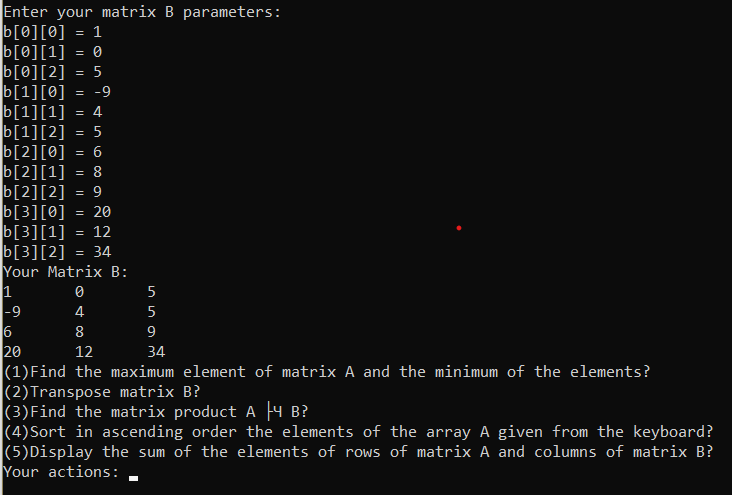 Enter your matrix B parameters:
b[0][0] = 1
b[0][1] = 0
b[0][2] = 5
b[1][0] = -9
b[1][1] = 4
b[1][2] = 5
b[2][0] = 6
b[2][1] = 8
b[2][2] = 9
b[3][0] = 20
b[3][1] = 12
b[3][2] = 34
Your Matrix B:
1 0 5
-9 4 5
6 8 9
20 12 34
(1)Find the maximum element of matrix A and the minimum of the elements?
(2)Transpose matrix B?
(3)Find the matrix product A ├Ч B?
(4)Sort in ascending order the elements of the array A given from the keyboard?
(5)Display the sum of the elements of rows of matrix A and columns of matrix B?
Your actions: